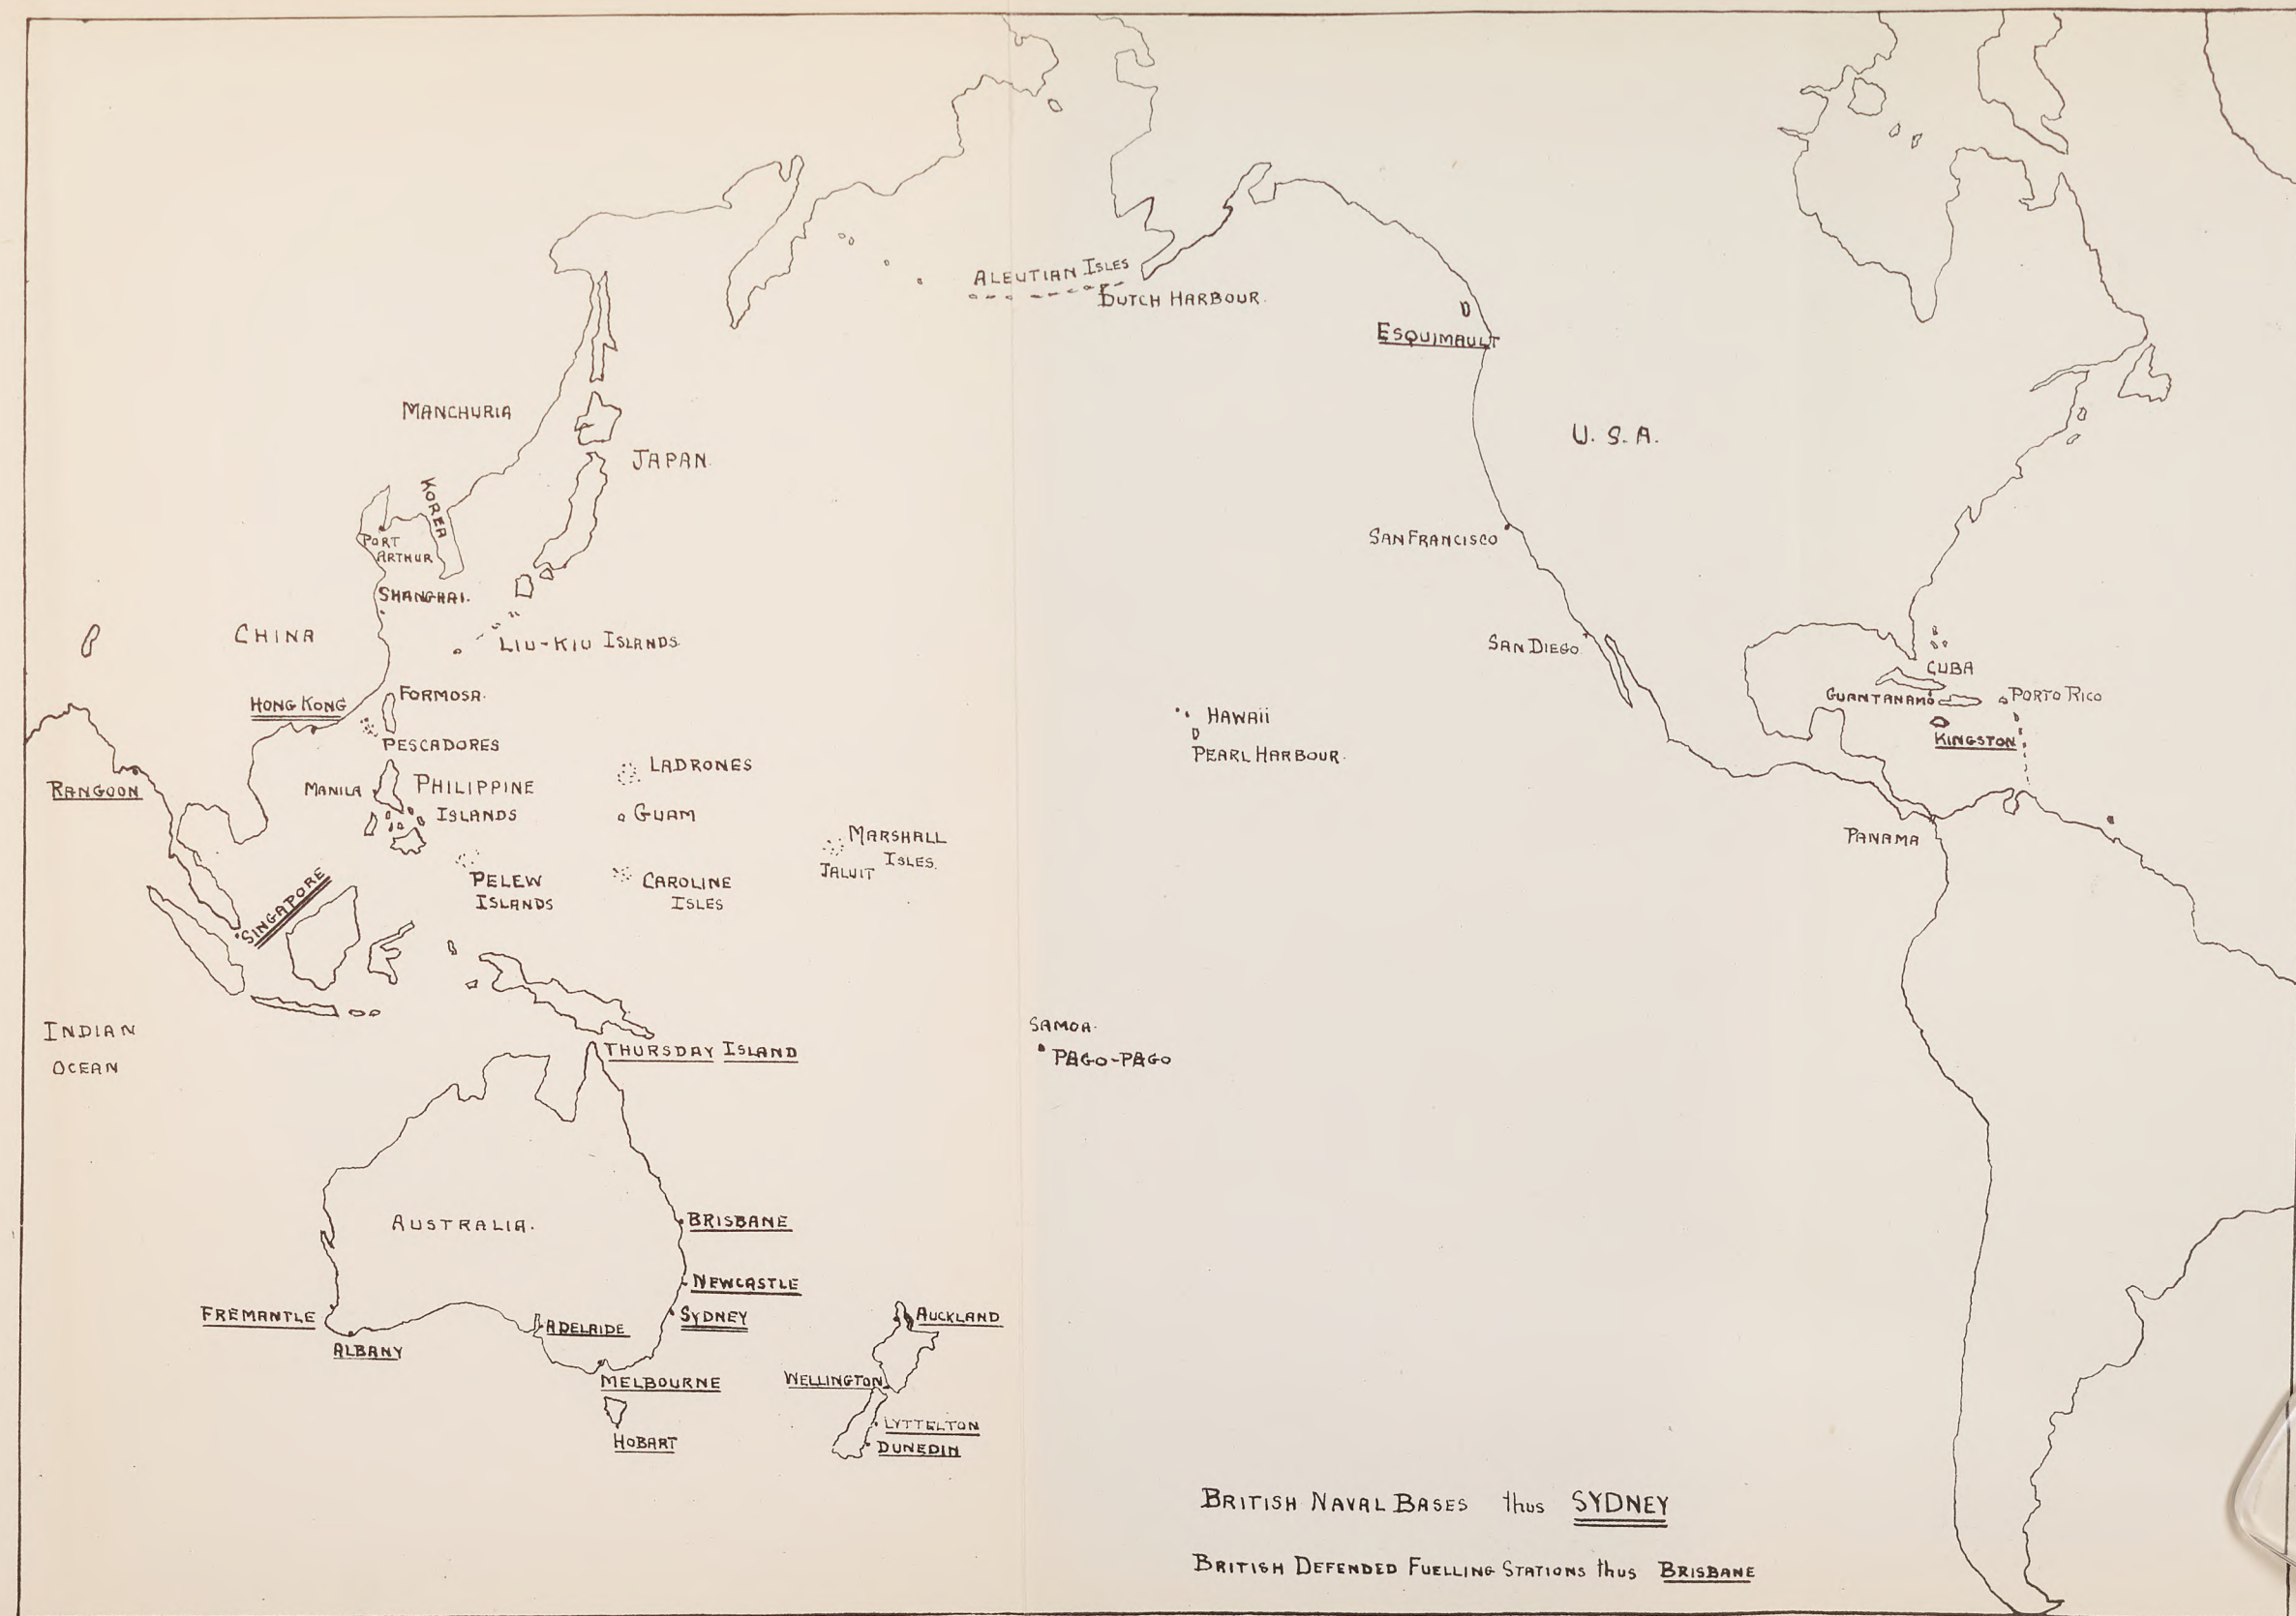 ALEUTIAN ISLES
DUTCH HARBOUR.
ESQUIMAULT
MANCHURIA
U. S. A.
JAPAN.
KOREA
PORT
ARTHUR
SAN FRANCISCO
SHANGHAI.
CHINA
LIU-KIU ISLANDS
SAN DIEGO.
CUBA
GUANTANAMO
PORTO RICO
KINGSTON
HONG KONG
FORMOSA.
PESCADORES
HAWAii
PEARL HARBOUR.
RANGOON
MANILA
PHILIPPINE
ISLANDS
LADRONES
GUAM
MARSHALL
ISLES.
JALUIT
PANAMA
PELEW
ISLANDS
CAROLINE
ISLES
SINGAPORE
INDIAN
OCEAN
SAMOA.
PAGO-PAGO
THURSDAY ISLAND
AUSTRALIA.
BRISBANE
NEWCASTLE
SYDNEY
FREMANTLE
ALBANY
ADELAIDE
MELBOURNE
HOBART
AUCKLAND
WELLINGTON
LYTTELTON
DUNEDIN
BRITISH NAVAL BASES thus SYDNEY
BRITISH DEFENDED FUELLING STATIONS thus BRISBANE